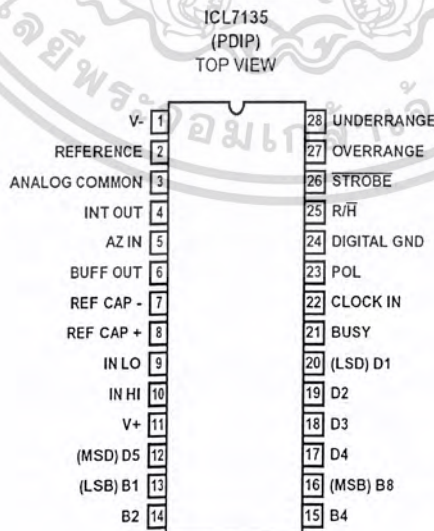 ICL7135
(PDIP)
TOP VIEW
V- 1
REFERENCE 2
ANALOG COMMON 3
INT OUT 4
AZ IN 5
BUFF OUT 6
REF CAP - 7
REF CAP + 8
IN LO 9
IN HI 10
V+ 11
(MSD) D5 12
(LSB) B1 13
B2 14
28 UNDERRANGE
27 OVERRANGE
26 STROBE
25 R/H
24 DIGITAL GND
23 POL
22 CLOCK IN
21 BUSY
20 (LSD) D1
19 D2
18 D3
17 D4
16 (MSB) B8
15 B4